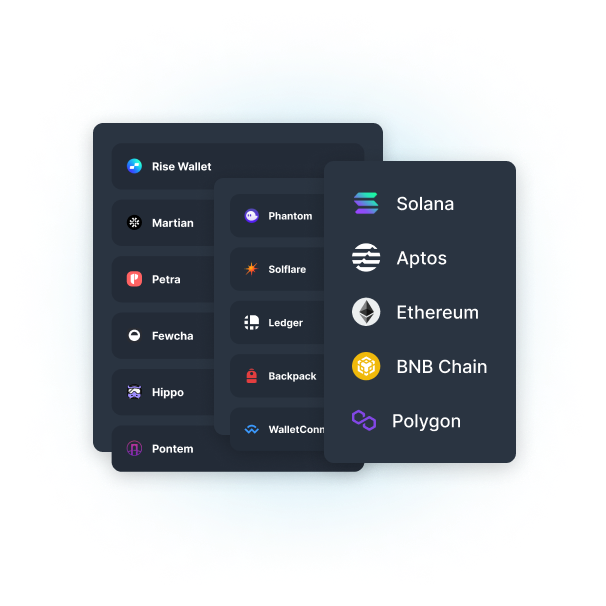 Rise Wallet
Martian
Petra
Fewcha
Hippo
Pontem
Phantom
Solflare
Ledger
Backpack
WalletConn
Solana
Aptos
Ethereum
BNB Chain
Polygon